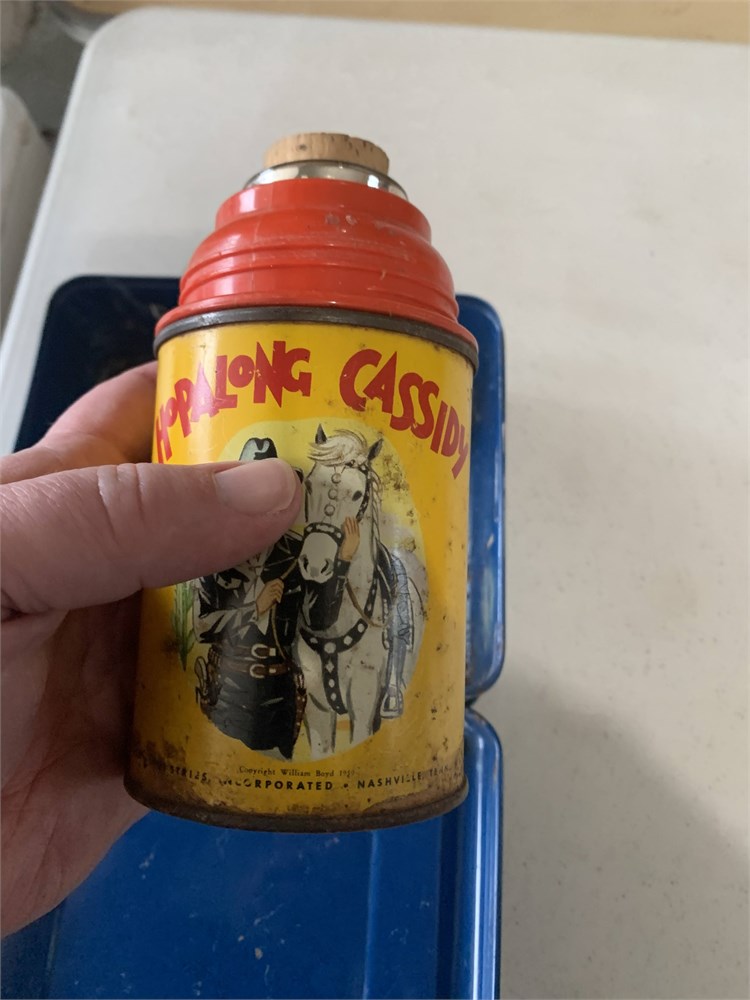 HOPALONG CASSIDY
Copyright William Boyd
INCORPORATED • NASHVILLE